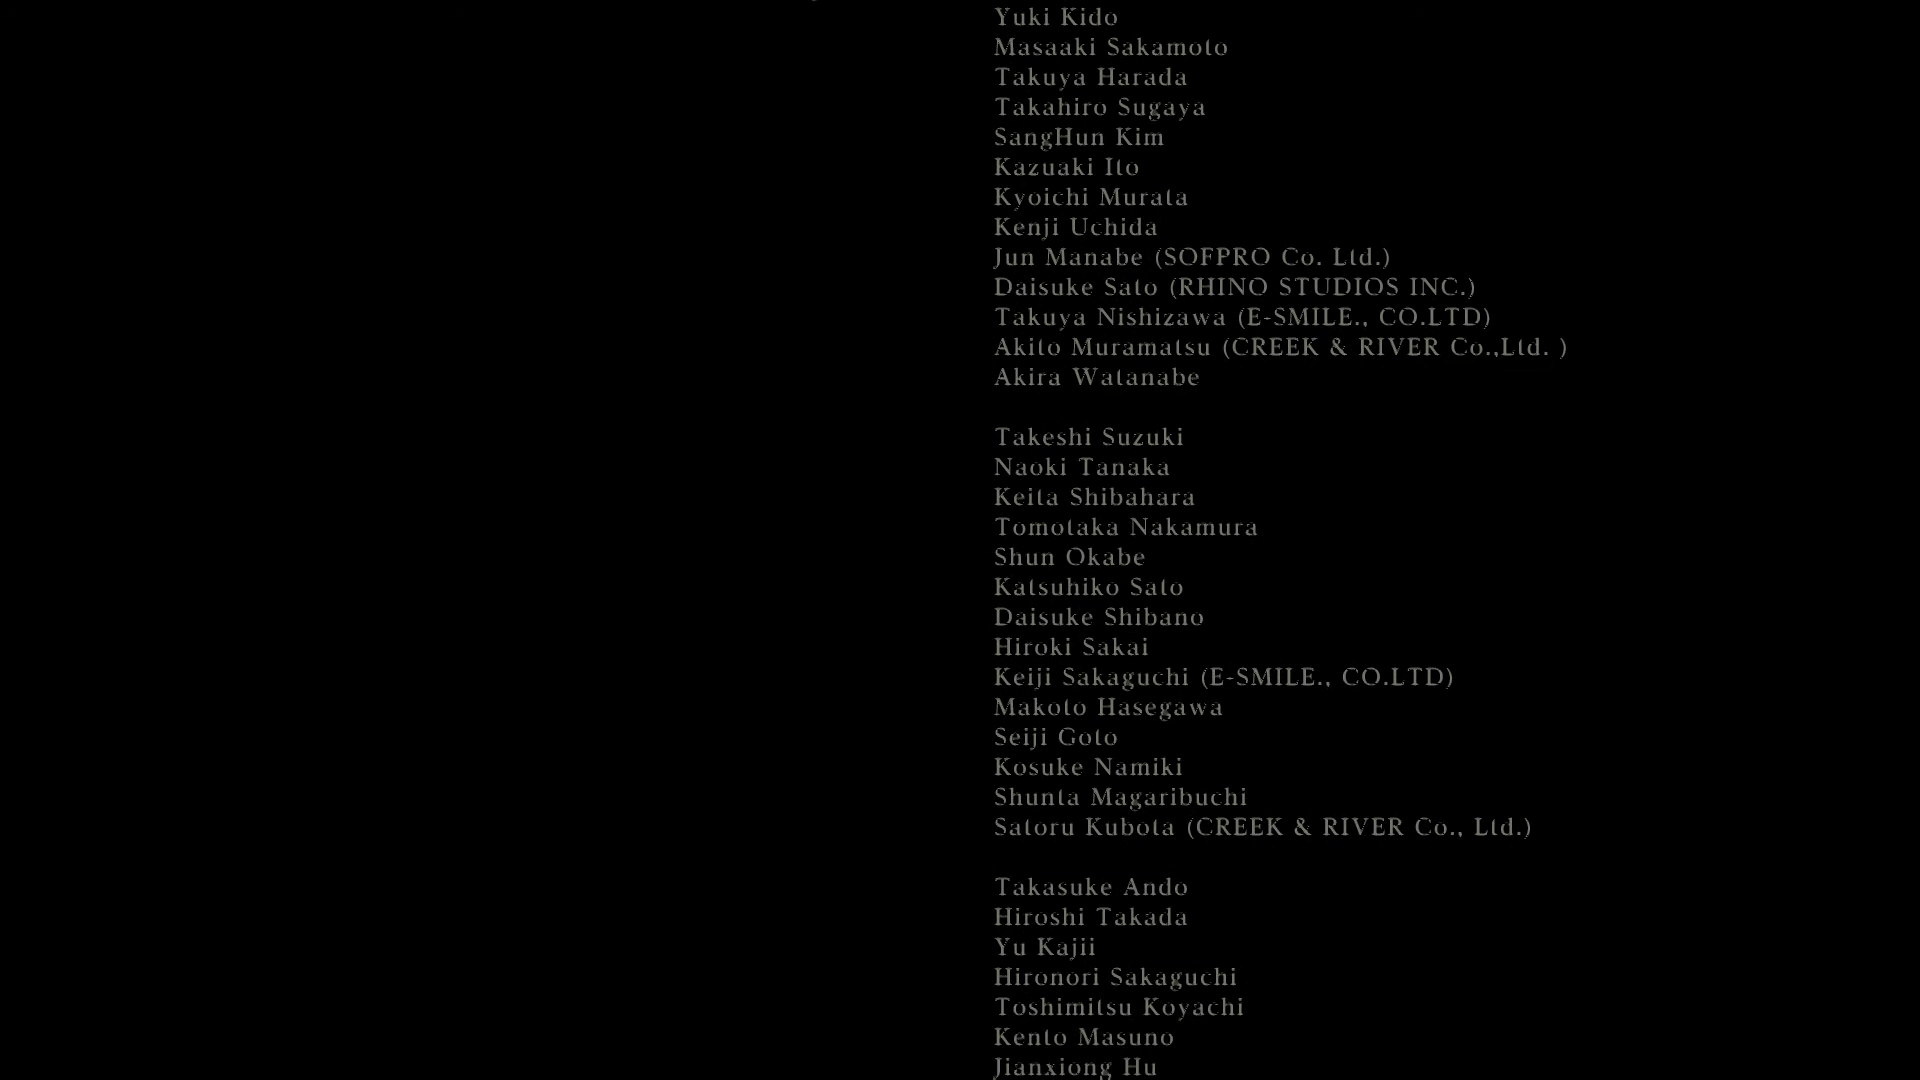 Yuki Kido
Masaaki Sakamoto
Takuya Harada
Takahiro Sugaya
SangHun Kim
Kazuaki Ito
Kyoichi Murata
Kenji Uchida
Jun Manabe (SOFPRO Co. Ltd.)
Daisuke Sato (RHINO STUDIOS INC.)
Takuya Nishizawa (E-SMILE., CO.LTD)
Akito Muramatsu (CREEK & RIVER Co.,Ltd. )
Akira Watanabe
Takeshi Suzuki
Naoki Tanaka
Keita Shibahara
Tomotaka Nakamura
Shun Okabe
Katsuhiko Sato
Daisuke Shibano
Hiroki Sakai
Keiji Sakaguchi (E-SMILE., CO.LTD)
Makoto Hasegawa
Seiji Goto
Kosuke Namiki
Shunta Magaribuchi
Satoru Kubota (CREEK & RIVER Co., Ltd.)
Takasuke Ando
Hiroshi Takada
Yu Kajii
Hironori Sakaguchi
Toshimitsu Koyachi
Kento Masuno
Jianxiong Hu